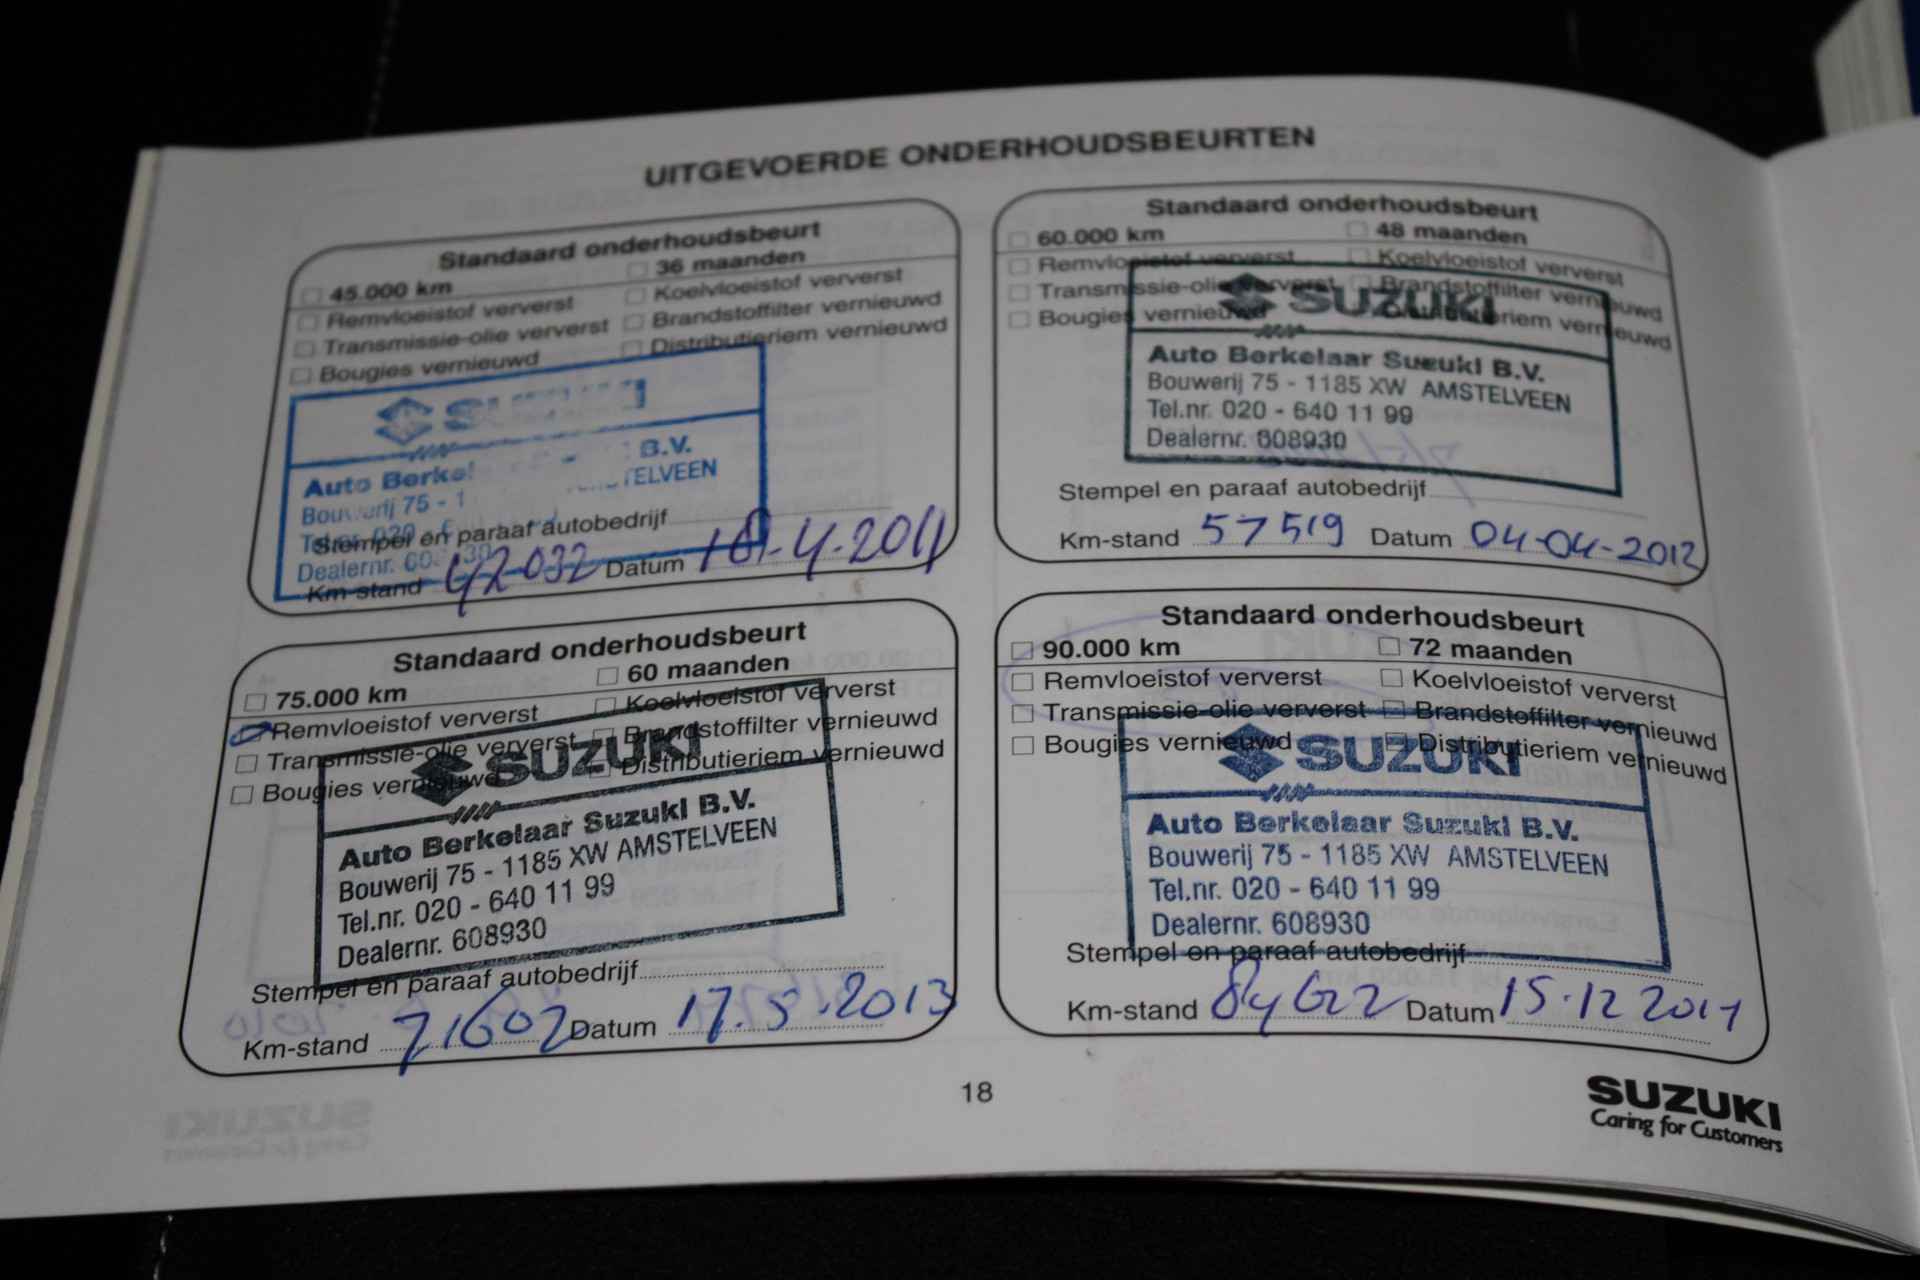 UITGEVOERDE ONDERHOUDSBEURTEN
Standaard onderhoudsbeurt
45.000 km 36 maanden
Remvloeistof ververst Koelvloeistof ververst
Transmissie-olie ververst Brandstoffilter vernieuwd
Bougies vernieuwd Distributieriem vernieuwd
Auto B.V.
75 -
Stempel en paraaf autobedrijf
Dealernr.
Km-stand 42032 Datum -4-2011
Standaard onderhoudsbeurt
60.000 km 48 maanden
Remvloeistof ververst Koelvloeistof ververst
Transmissie-olie ververst Brandstoffilter vernieuwd
Bougies vernieuwd Distributieriem vernieuwd
SUZUKI
Auto Berkelaar Suzuki B.V.
Bouwerij 75 - 1185 XW AMSTELVEEN
Tel.nr. 020 - 640 11 99
Dealernr. 608930
Stempel en paraaf autobedrijf
Km-stand 57519 Datum 04-04-2012
Standaard onderhoudsbeurt
75.000 km 60 maanden
Remvloeistof ververst Koelvloeistof ververst
Transmissie-olie ververst Brandstoffilter vernieuwd
Bougies vernieuwd Distributieriem vernieuwd
SUZUKI
Auto Berkelaar Suzuki B.V.
Bouwerij 75 - 1185 XW AMSTELVEEN
Tel.nr. 020 - 640 11 99
Dealernr. 608930
Stempel en paraaf autobedrijf
Km-stand 71602 Datum 17.5.2013
Standaard onderhoudsbeurt
90.000 km 72 maanden
Remvloeistof ververst Koelvloeistof ververst
Transmissie-olie ververst Brandstoffilter vernieuwd
Bougies vernieuwd Distributieriem vernieuwd
SUZUKI
Auto Berkelaar Suzuki B.V.
Bouwerij 75 - 1185 XW AMSTELVEEN
Tel.nr. 020 - 640 11 99
Dealernr. 608930
Stempel en paraaf autobedrijf
Km-stand Datum 15.12
18
SUZUKI
Caring for Customers